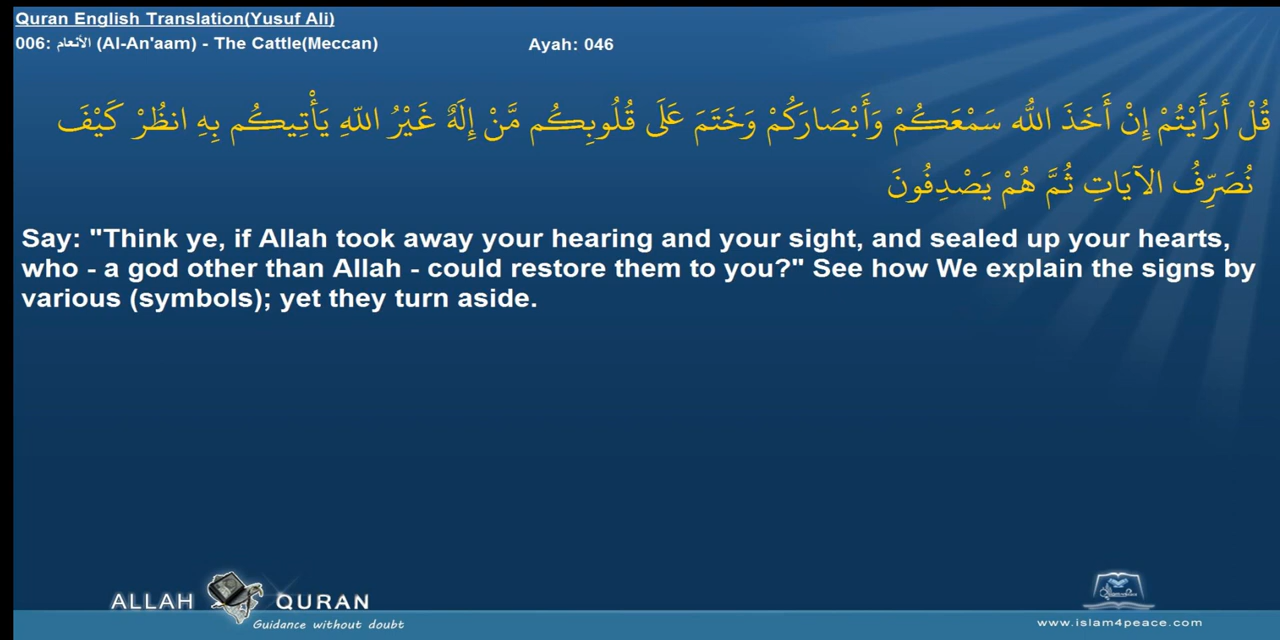 Quran English Translation(Yusuf Ali)
006: الأنعام (Al-An'aam) - The Cattle(Meccan)
Ayah: 046
قُلْ أَرَأَيْتُمْ إِنْ أَخَذَ اللّهُ سَمْعَكُمْ وَأَبْصَارَكُمْ وَخَتَمَ عَلَى قُلُوبِكُم مَّنْ إِلَهٌ غَيْرُ اللّهِ يَأْتِيكُم بِهِ انظُرْ كَيْفَ
نُصَرِّفُ الآيَاتِ ثُمَّ هُمْ يَصْدِفُونَ
Say: "Think ye, if Allah took away your hearing and your sight, and sealed up your hearts,
who - a god other than Allah - could restore them to you?" See how We explain the signs by
various (symbols); yet they turn aside.
ALLAH QURAN
Guidance without doubt
www.islam4peace.com